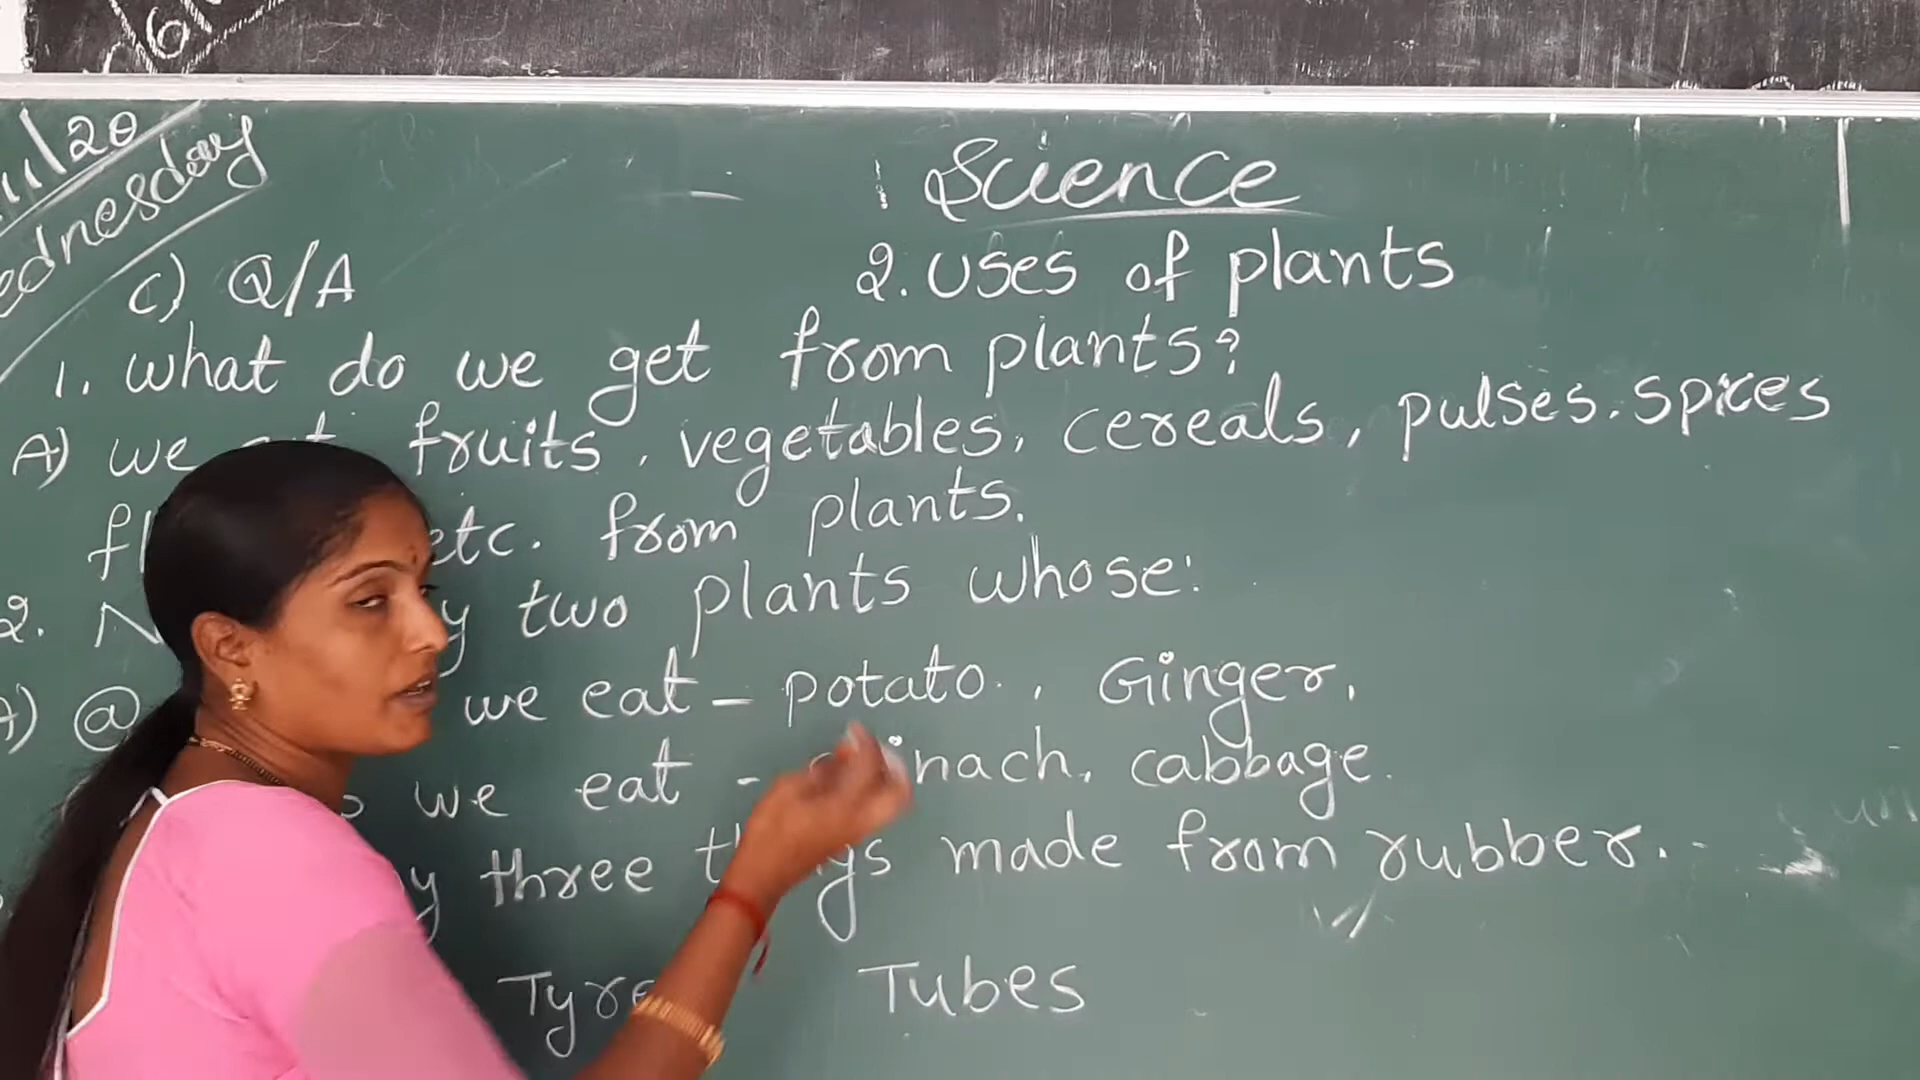 11/20
Science
C) Q/A
2. Uses of plants
1. What do we get from plants?
A) we fruits, vegetables, cereals, pulses. spices
etc. from plants.
2. two plants whose:
A) @ we eat - potato, Ginger.
we eat - cabbage.
three made from rubber.
Tubes